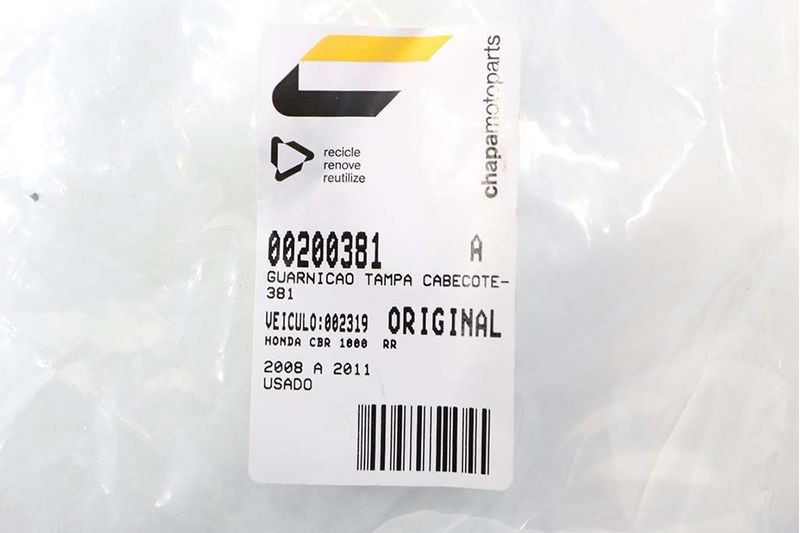 chapamotoparts
recicle
renove
reutilize
00200381 A
GUARNICAO TAMPA CABECOTE-
381
VEICULO:002319 ORIGINAL
HONDA CBR 1000 RR
2008 A 2011
USADO